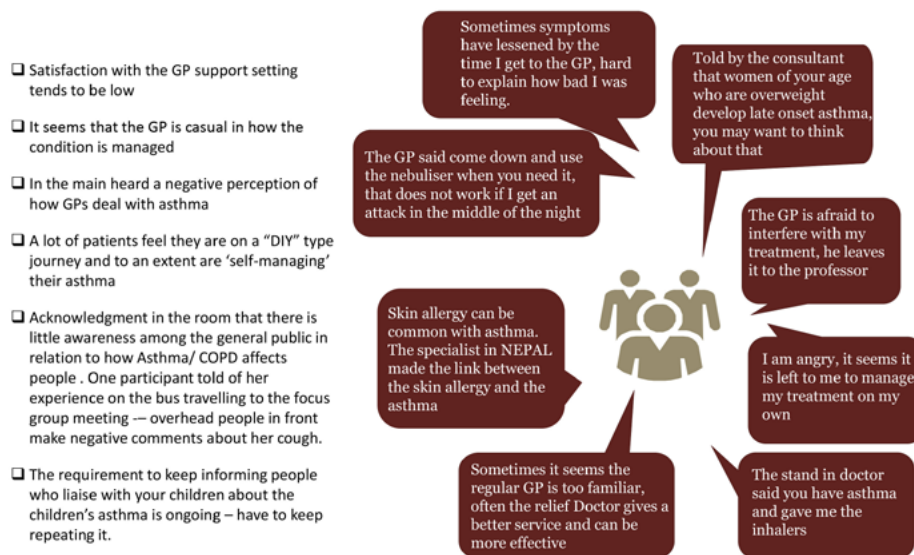 Satisfaction with the GP support setting
tends to be low
It seems that the GP is casual in how the
condition is managed
In the main heard a negative perception of
how GPs deal with asthma
A lot of patients feel they are on a “DIY” type
journey and to an extent are ‘self-managing’
their asthma
Acknowledgment in the room that there is
little awareness among the general public in
relation to how Asthma/ COPD affects
people . One participant told of her
experience on the bus travelling to the focus
group meeting -– overhead people in front
make negative comments about her cough.
The requirement to keep informing people
who liaise with your children about the
children’s asthma is ongoing – have to keep
repeating it.
Sometimes symptoms
have lessened by the
time I get to the GP, hard
to explain how bad I was
feeling.
Told by the consultant
that women of your age
who are overweight
develop late onset asthma,
you may want to think
about that
The GP said come down and use
the nebuliser when you need it,
that does not work if I get an
attack in the middle of the night
The GP is afraid to
interfere with my
treatment, he leaves
it to the professor
Skin allergy can be
common with asthma.
The specialist in NEPAL
made the link between
the skin allergy and the
asthma
I am angry, it seems it
is left to me to manage
my treatment on my
own
Sometimes it seems the
regular GP is too familiar,
often the relief Doctor gives a
better service and can be
more effective
The stand in doctor
said you have asthma
and gave me the
inhalers